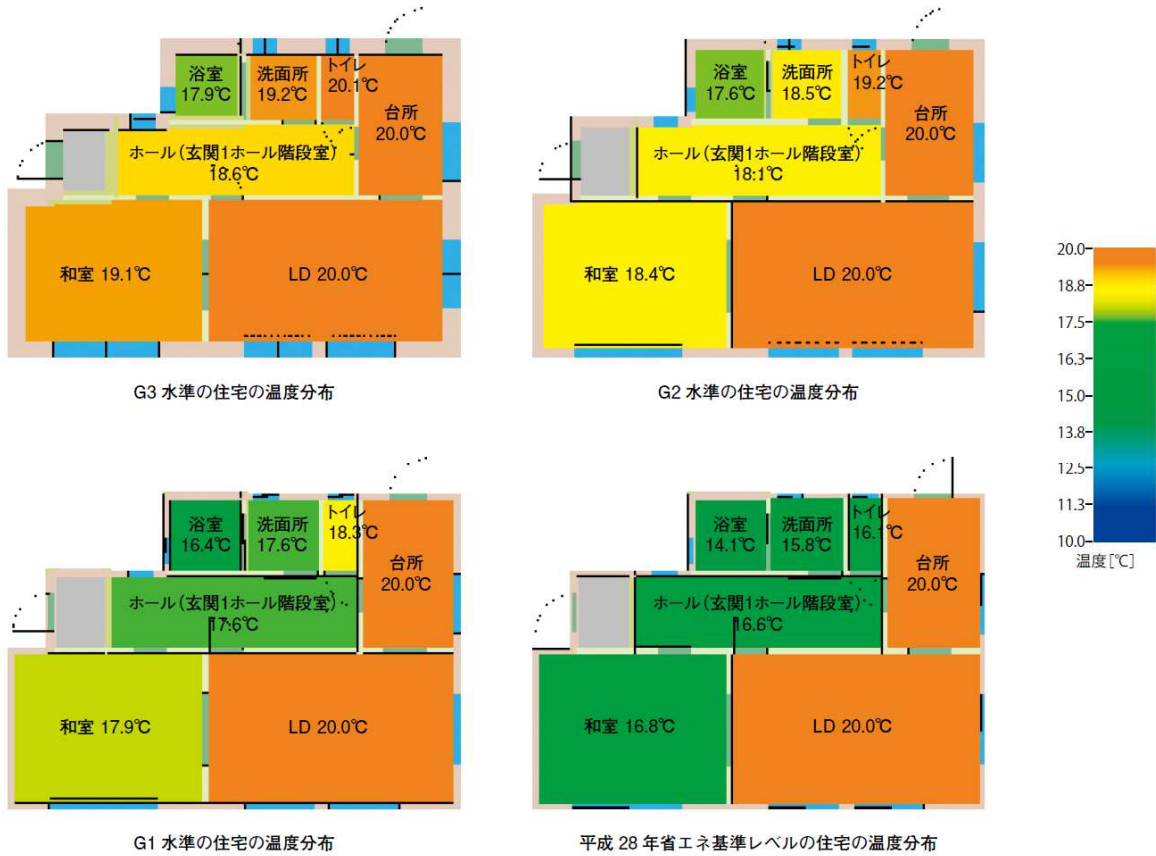 浴室
17.9℃
洗面所
19.2℃
トイレ
20.1℃
台所
20.0℃
ホール(玄関1ホール階段室)
18.6℃
和室 19.1℃
LD 20.0℃
G3 水準の住宅の温度分布
浴室
17.6℃
洗面所
18.5℃
トイレ
19.2℃
台所
20.0℃
ホール(玄関1ホール階段室)
18.1℃
和室 18.4℃
LD 20.0℃
G2 水準の住宅の温度分布
20.0
18.8
17.5
16.3
15.0
13.8
12.5
11.3
10.0
温度[℃]
浴室
16.4℃
洗面所
17.6℃
トイレ
18.3℃
台所
20.0℃
ホール(玄関1ホール階段室)
17.6℃
和室 17.9℃
LD 20.0℃
G1 水準の住宅の温度分布
浴室
14.1℃
洗面所
15.8℃
トイレ
16.1℃
台所
20.0℃
ホール(玄関1ホール階段室)
16.6℃
和室 16.8℃
LD 20.0℃
平成 28 年省エネ基準レベルの住宅の温度分布